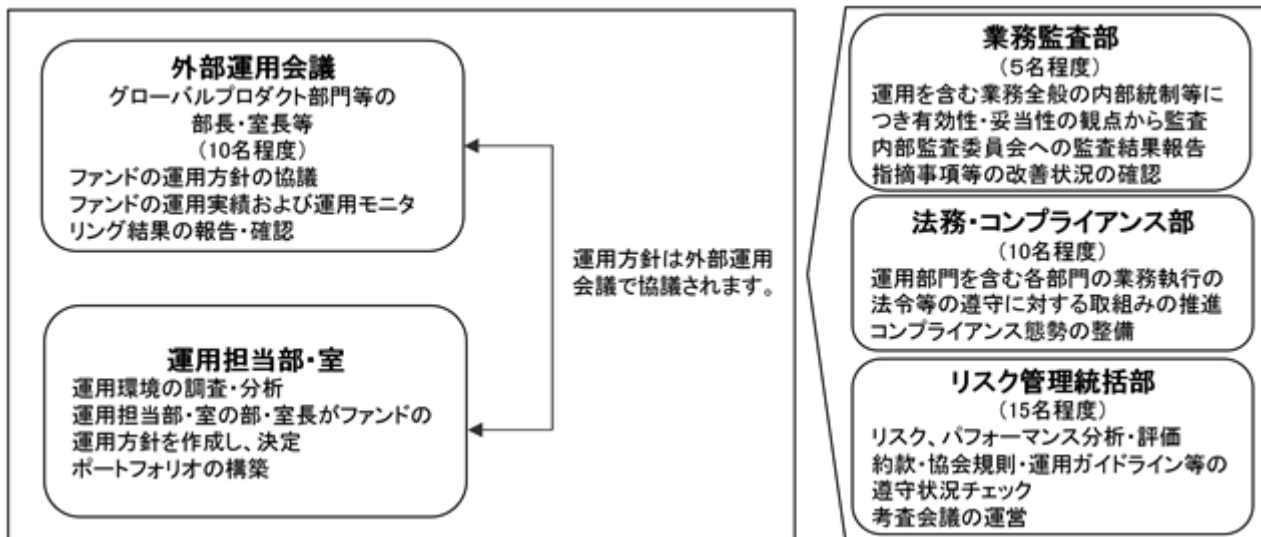 外部運用会議
グローバルプロダクト部門等の
部長・室長等
(10名程度)
ファンドの運用方針の協議
ファンドの運用実績および運用モニタ
リング結果の報告・確認
運用方針は外部運用
会議で協議されます。
運用担当部・室
運用環境の調査・分析
運用担当部・室の部・室長がファンドの
運用方針を作成し、決定
ポートフォリオの構築
業務監査部
(5名程度)
運用を含む業務全般の内部統制等に
つき有効性・妥当性の観点から監査
内部監査委員会への監査結果報告
指摘事項等の改善状況の確認
法務・コンプライアンス部
(10名程度)
運用部門を含む各部門の業務執行の
法令等の遵守に対する取組みの推進
コンプライアンス態勢の整備
リスク管理統括部
(15名程度)
リスク、パフォーマンス分析・評価
約款・協会規則・運用ガイドライン等の
遵守状況チェック
考査会議の運営